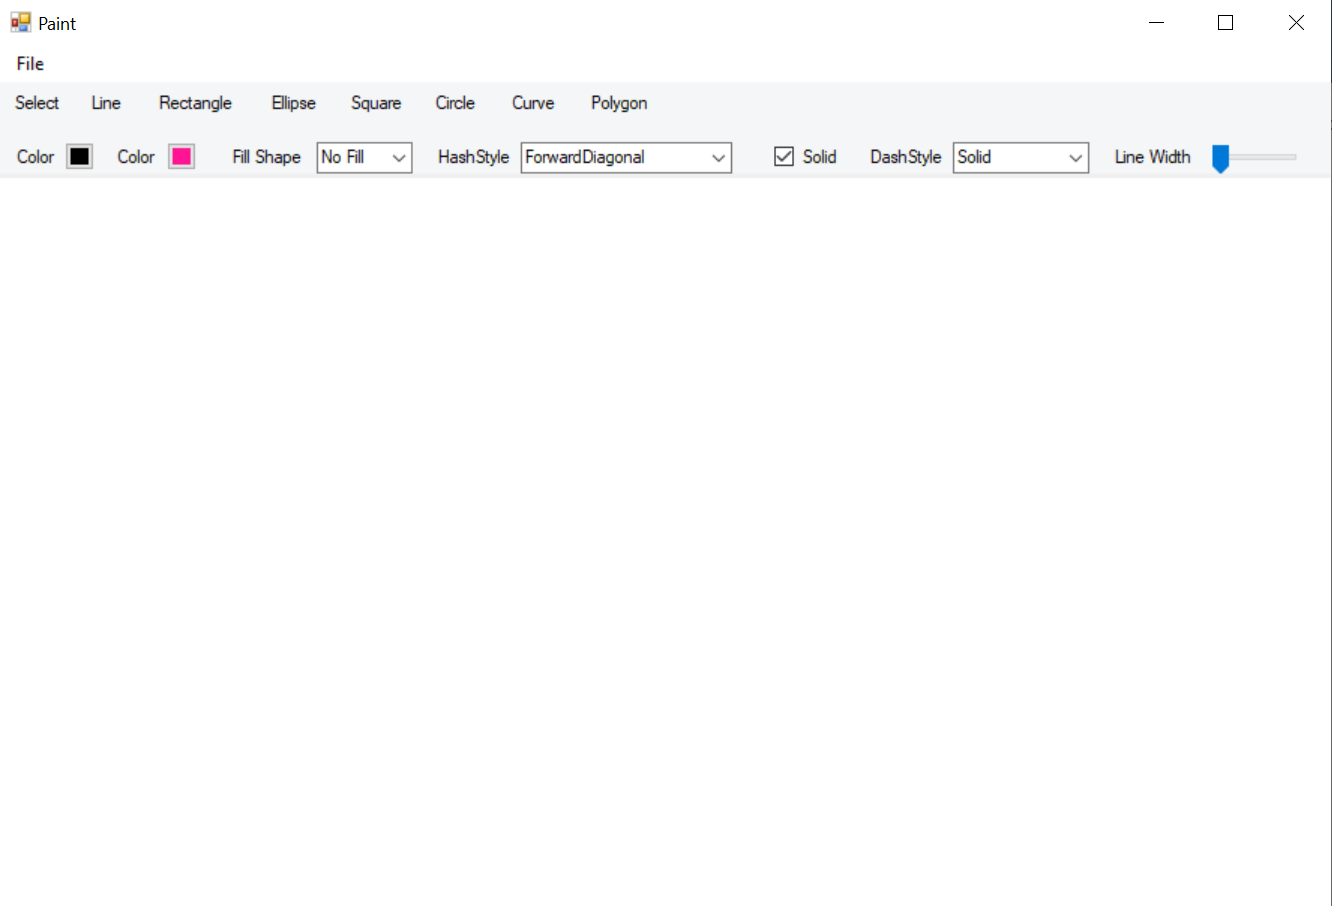 Paint
File
Select Line Rectangle Ellipse Square Circle Curve Polygon
Color Color Fill Shape No Fill HashStyle ForwardDiagonal Solid DashStyle Solid Line Width